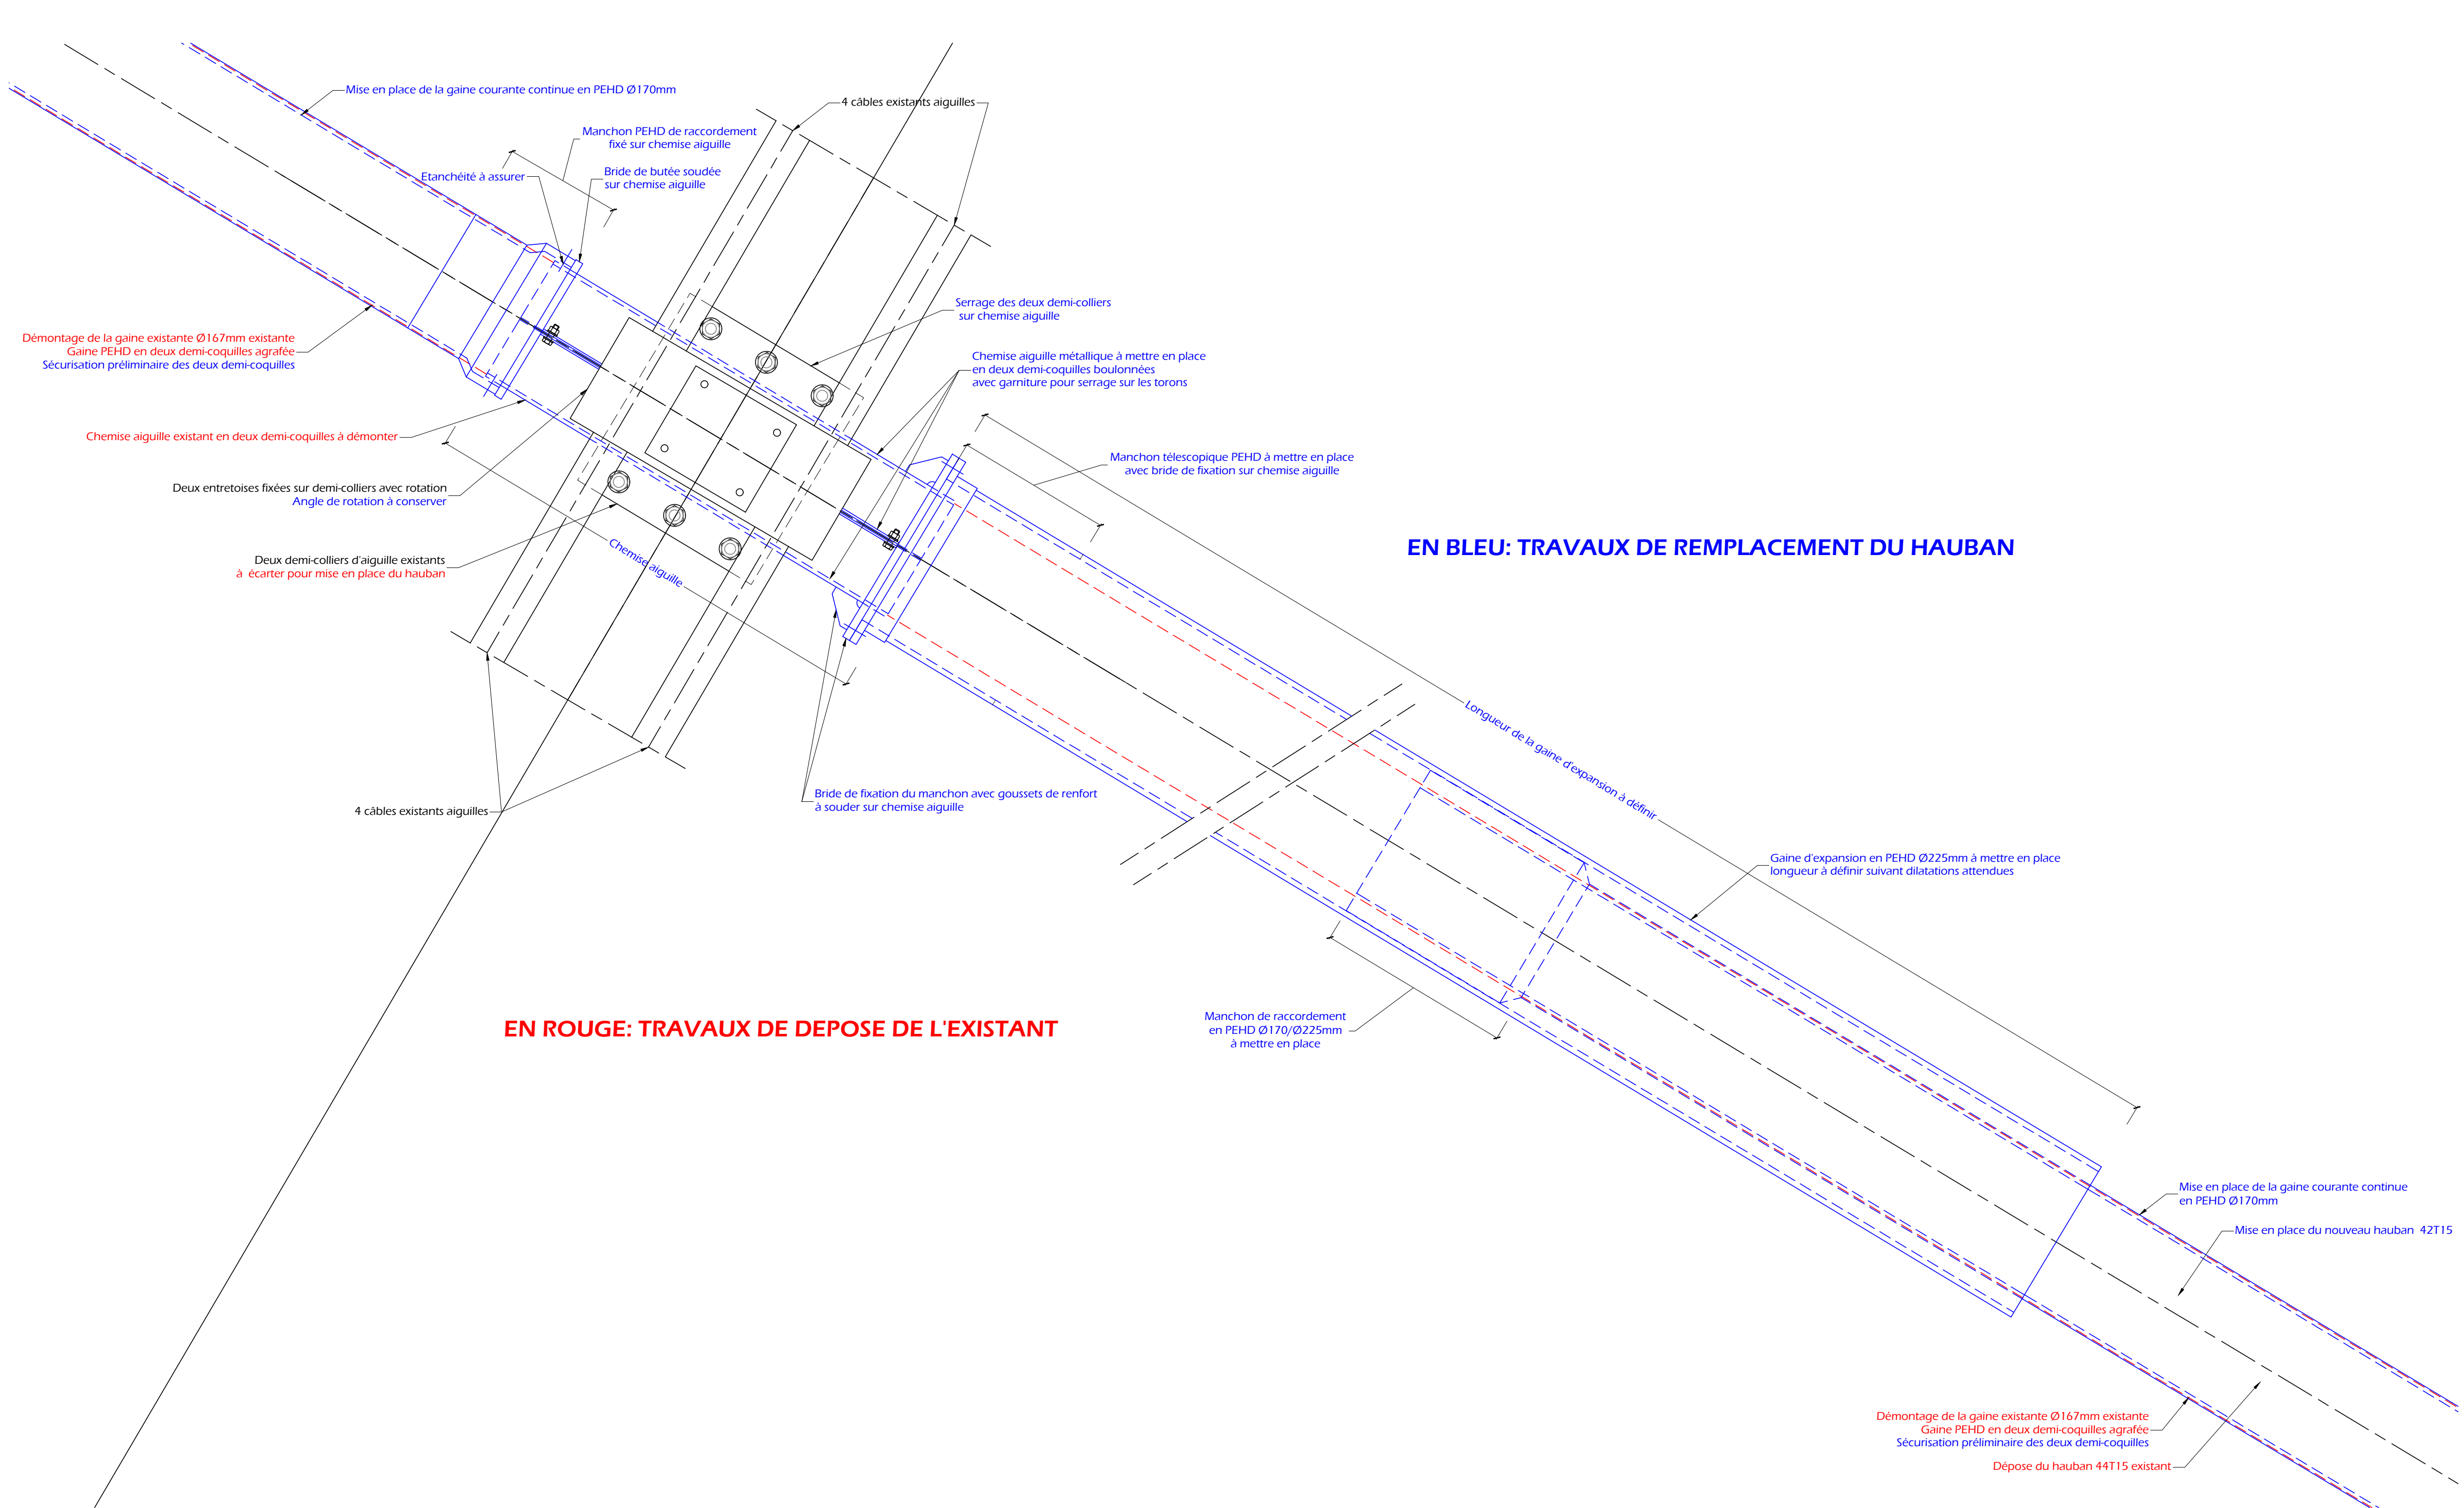 Mise en place de la gaine courante continue en PEHD Ø170mm
4 câbles existants aiguilles
Manchon PEHD de raccordement
fixé sur chemise aiguille
Etanchéité à assurer
Bride de butée soudée
sur chemise aiguille
Serrage des deux demi-colliers
sur chemise aiguille
Démontage de la gaine existante Ø167mm existante
Gaine PEHD en deux demi-coquilles agrafée
Sécurisation préliminaire des deux demi-coquilles
Chemise aiguille métallique à mettre en place
en deux demi-coquilles boulonnées
avec garniture pour serrage sur les torons
Chemise aiguille existant en deux demi-coquilles à démonter
Manchon télescopique PEHD à mettre en place
avec bride de fixation sur chemise aiguille
Deux entretoises fixées sur demi-colliers avec rotation
Angle de rotation à conserver
Deux demi-colliers d'aiguille existants
à écarter pour mise en place du hauban
Chemise aiguille
EN BLEU: TRAVAUX DE REMPLACEMENT DU HAUBAN
Longueur de la gaine d'expansion à définir
4 câbles existants aiguilles
Bride de fixation du manchon avec goussets de renfort
à souder sur chemise aiguille
Gaine d'expansion en PEHD Ø225mm à mettre en place
longueur à définir suivant dilatations attendues
EN ROUGE: TRAVAUX DE DEPOSE DE L'EXISTANT
Manchon de raccordement
en PEHD Ø170/Ø225mm
à mettre en place
Mise en place de la gaine courante continue
en PEHD Ø170mm
Mise en place du nouveau hauban 42T15
Démontage de la gaine existante Ø167mm existante
Gaine PEHD en deux demi-coquilles agrafée
Sécurisation préliminaire des deux demi-coquilles
Dépose du hauban 44T15 existant